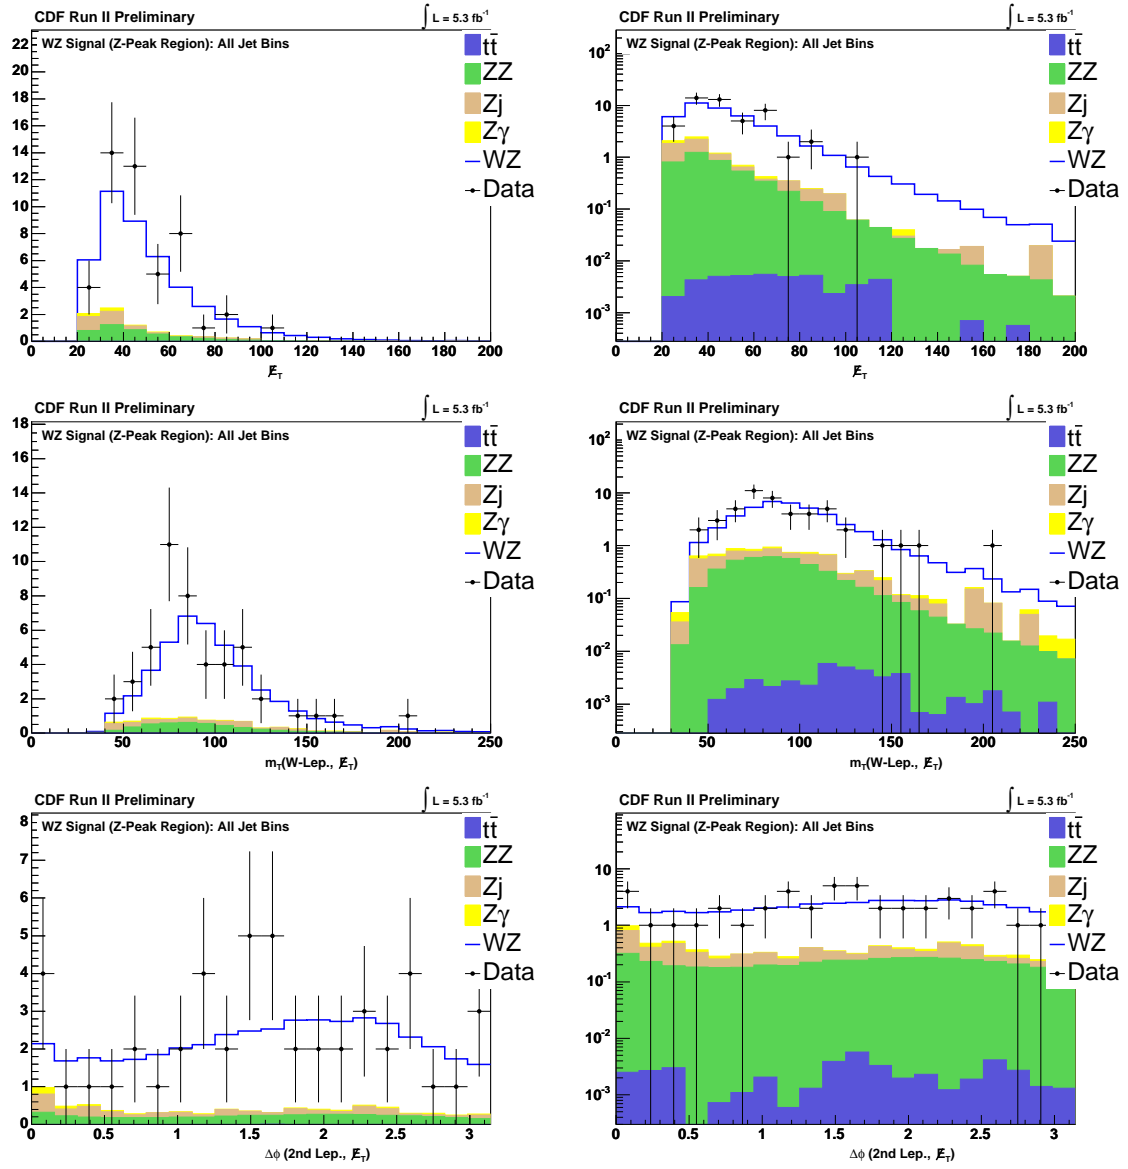 CDF Run II Preliminary
∫ L = 5.3 fb⁻¹
WZ Signal (Z-Peak Region): All Jet Bins
tt̄
ZZ
Zj
Zγ
WZ
Data
22
20
18
16
14
12
10
8
6
4
2
0
0 20 40 60 80 100 120 140 160 180 200
E̸_T
CDF Run II Preliminary
∫ L = 5.3 fb⁻¹
WZ Signal (Z-Peak Region): All Jet Bins
tt̄
ZZ
Zj
Zγ
WZ
Data
10²
10
1
10⁻¹
10⁻²
10⁻³
0 20 40 60 80 100 120 140 160 180 200
E̸_T
CDF Run II Preliminary
∫ L = 5.3 fb⁻¹
WZ Signal (Z-Peak Region): All Jet Bins
tt̄
ZZ
Zj
Zγ
WZ
Data
18
16
14
12
10
8
6
4
2
0
0 50 100 150 200 250
m_T(W-Lep., E̸_T)
CDF Run II Preliminary
∫ L = 5.3 fb⁻¹
WZ Signal (Z-Peak Region): All Jet Bins
tt̄
ZZ
Zj
Zγ
WZ
Data
10²
10
1
10⁻¹
10⁻²
10⁻³
0 50 100 150 200 250
m_T(W-Lep., E̸_T)
CDF Run II Preliminary
∫ L = 5.3 fb⁻¹
WZ Signal (Z-Peak Region): All Jet Bins
tt̄
ZZ
Zj
Zγ
WZ
Data
8
7
6
5
4
3
2
1
0
0 0.5 1 1.5 2 2.5 3
Δϕ (2nd Lep., E̸_T)
CDF Run II Preliminary
∫ L = 5.3 fb⁻¹
WZ Signal (Z-Peak Region): All Jet Bins
tt̄
ZZ
Zj
Zγ
WZ
Data
10²
10
1
10⁻¹
10⁻²
10⁻³
0 0.5 1 1.5 2 2.5 3
Δϕ (2nd Lep., E̸_T)